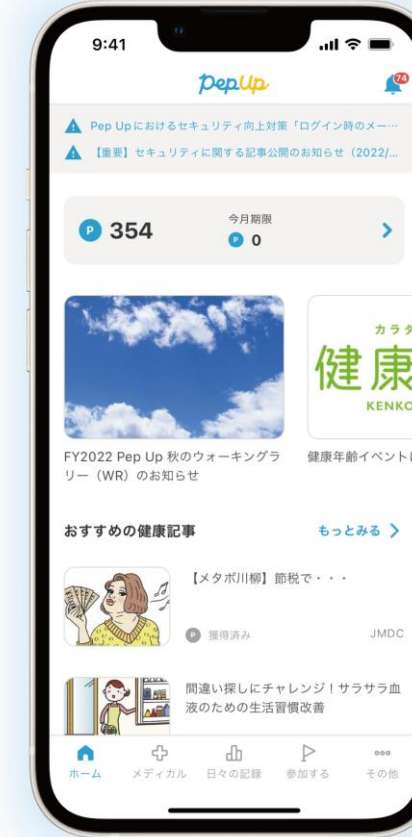 9:41
PepUp
74
Pep Upにおけるセキュリティ向上対策「ログイン時のメー…
【重要】セキュリティに関する記事公開のお知らせ（2022/…
P 354
今月期限
P 0
カラダ
健康
KENKO
FY2022 Pep Up 秋のウォーキングラ
リー（WR）のお知らせ
健康年齢イベントに
おすすめの健康記事
もっとみる
【メタボ川柳】節税で・・・
P 獲得済み
JMDC
間違い探しにチャレンジ！サラサラ血
液のための生活習慣改善
ホーム
メディカル
日々の記録
参加する
その他